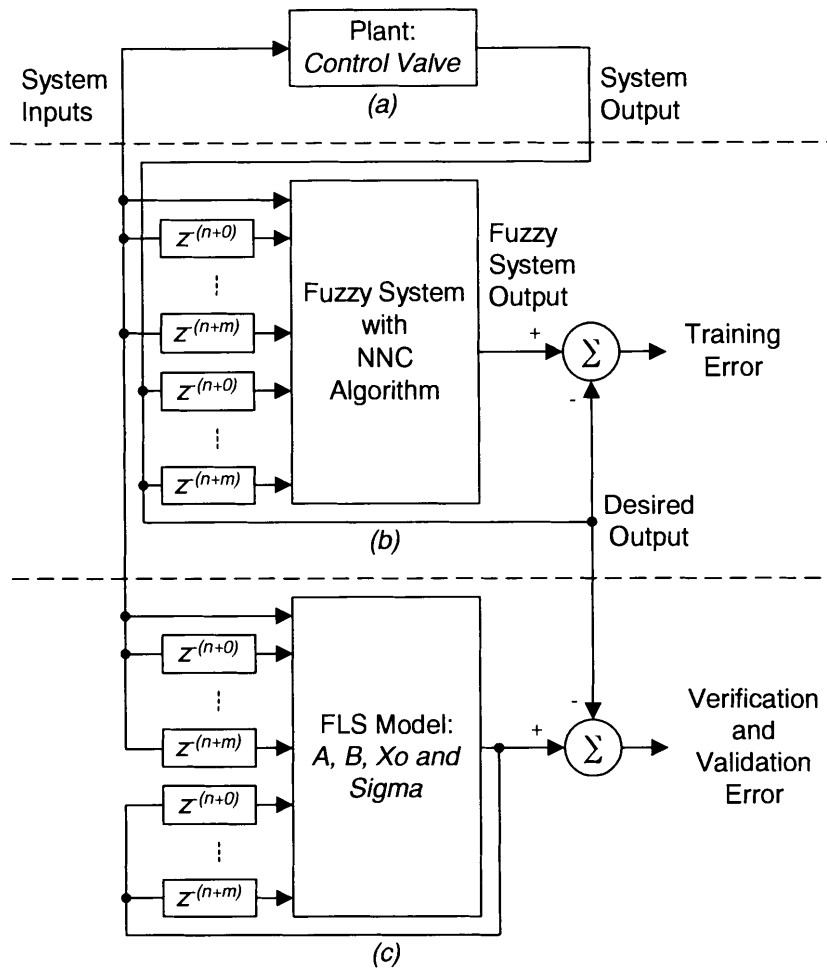 Plant:
Control Valve
(a)
System
Inputs
System
Output
z-(n+0)
z-(n+m)
z-(n+0)
z-(n+m)
Fuzzy System
with
NNC
Algorithm
Fuzzy
System
Output
+
Σ
-
Training
Error
Desired
Output
(b)
z-(n+0)
z-(n+m)
z-(n+0)
z-(n+m)
FLS Model:
A, B, Xo and
Sigma
+
-
Σ
Verification
and
Validation
Error
(c)